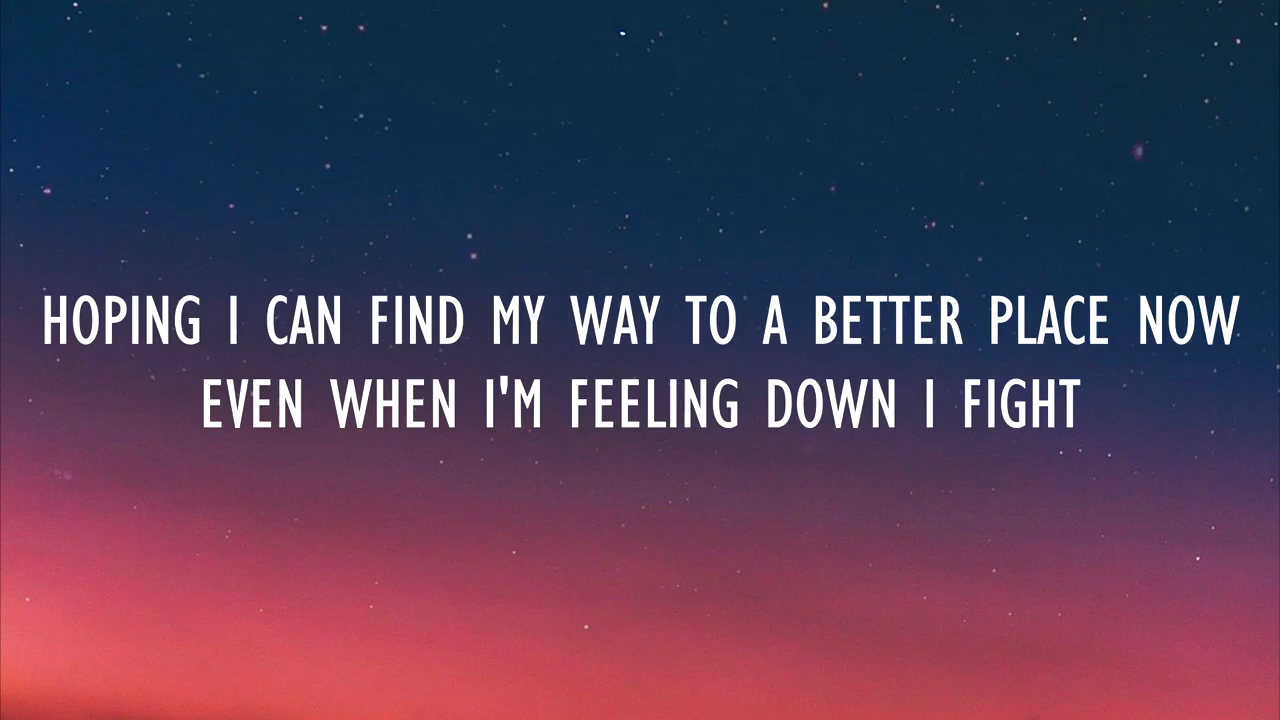 HOPING I CAN FIND MY WAY TO A BETTER PLACE NOW
EVEN WHEN I'M FEELING DOWN I FIGHT